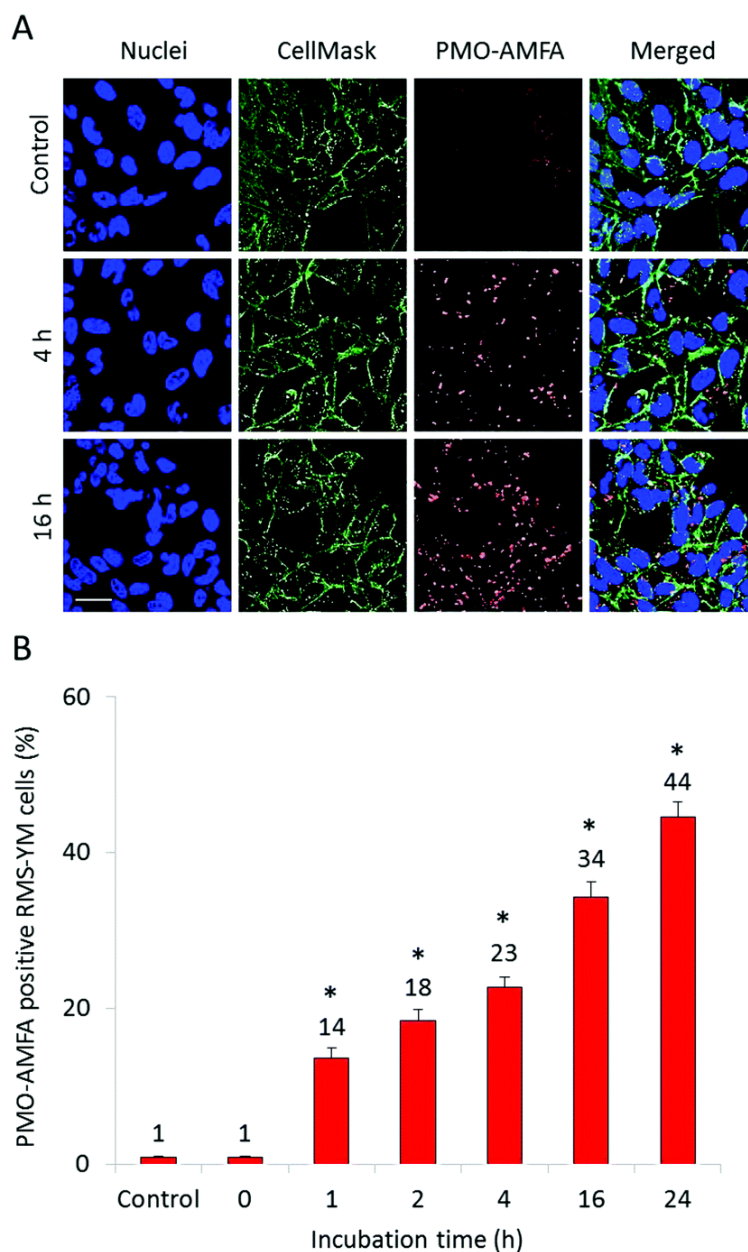 A
Nuclei CellMask PMO-AMFA Merged
Control
4 h
16 h
B
PMO-AMFA positive RMS-YM cells (%)
60
40
20
0
1 1 14 18 23 34 44
* * * * *
Control 0 1 2 4 16 24
Incubation time (h)